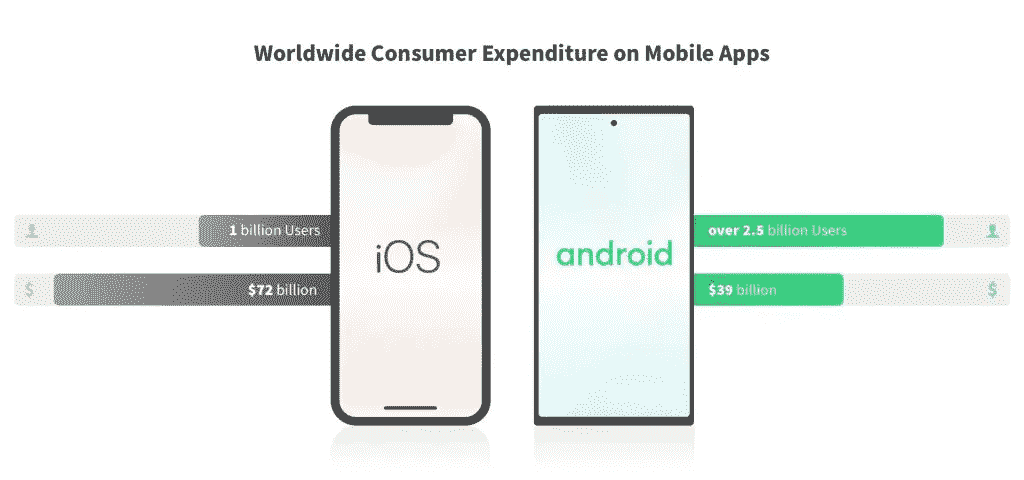 Worldwide Consumer Expenditure on Mobile Apps
1 billion Users
$
$72 billion
iOS
android
over 2.5 billion Users
$39 billion
$